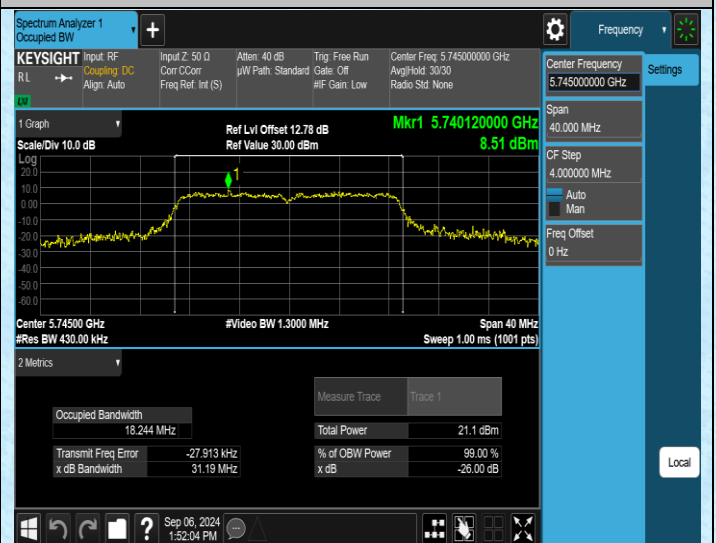 Spectrum Analyzer 1
Occupied BW
+
Frequency
KEYSIGHT
RL
LM
Input: RF
Coupling: DC
Align: Auto
Input Z: 50 Ω
Corr CCorr
Freq Ref: Int (S)
Atten: 40 dB
µW Path: Standard
Trig: Free Run
Gate: Off
#IF Gain: Low
Center Freq: 5.745000000 GHz
Avg|Hold: 30/30
Radio Std: None
Center Frequency
5.745000000 GHz
Settings
Span
40.000 MHz
CF Step
4.000000 MHz
Auto
Man
Freq Offset
0 Hz
1 Graph
Scale/Div 10.0 dB
Ref Lvl Offset 12.78 dB
Ref Value 30.00 dBm
Mkr1 5.740120000 GHz
8.51 dBm
Log
20.0
10.0
0.00
-10.0
-20.0
-30.0
-40.0
-50.0
-60.0
1
Center 5.74500 GHz
#Res BW 430.00 kHz
#Video BW 1.3000 MHz
Span 40 MHz
Sweep 1.00 ms (1001 pts)
2 Metrics
Measure Trace
Trace 1
Occupied Bandwidth
18.244 MHz
Total Power
21.1 dBm
Transmit Freq Error
-27.913 kHz
% of OBW Power
99.00 %
x dB Bandwidth
31.19 MHz
x dB
-26.00 dB
Local
?
Sep 06, 2024
1:52:04 PM